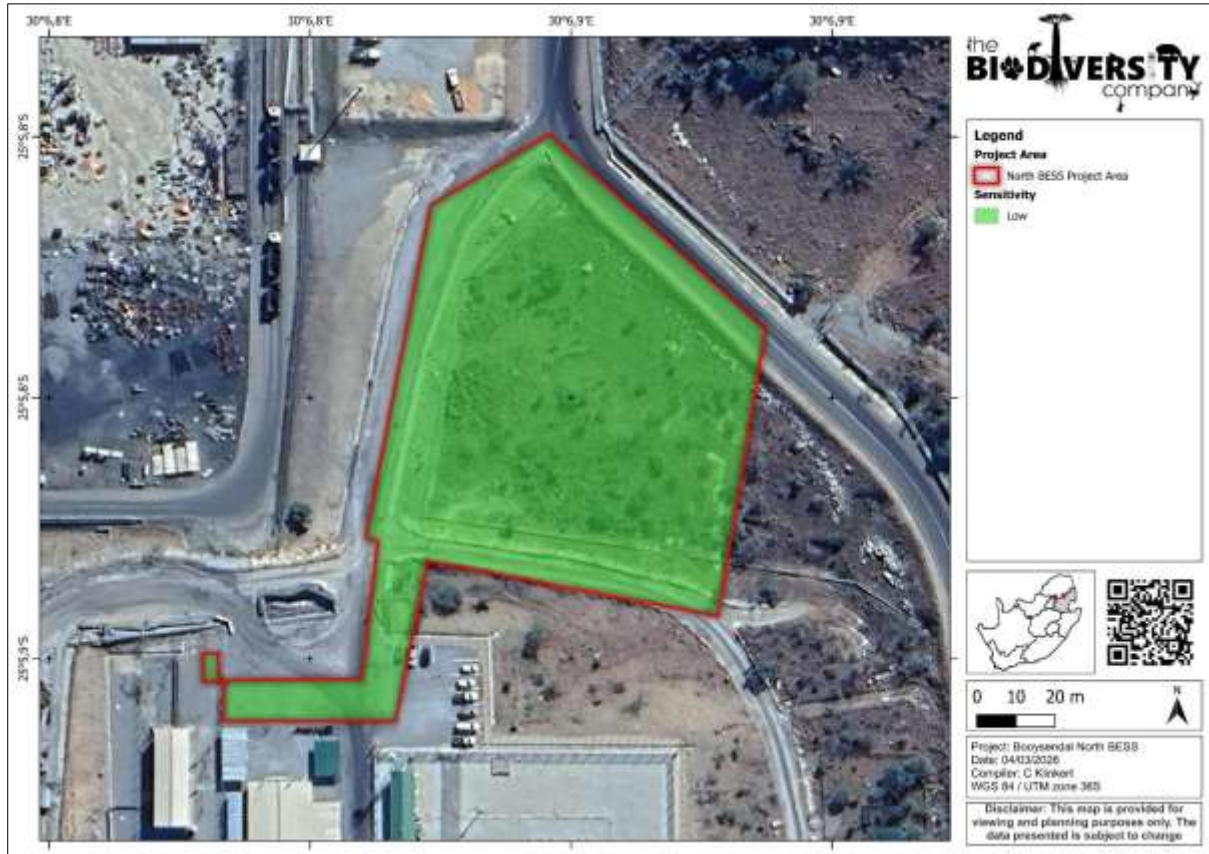 30°6,8'E 30°6,8'E 30°6,9'E 30°6,9'E
25°5,8'S
25°5,8'S
25°5,9'S
the
BIODIVERSITY
company
Legend
Project Area
North BESS Project Area
Sensitivity
Low
0 10 20 m
N
Project: Booysendal North BESS
Date: 04/03/2026
Compiler: C Klinkert
WGS 84 / UTM zone 36S
Disclaimer: This map is provided for
viewing and planning purposes only. The
data presented is subject to change